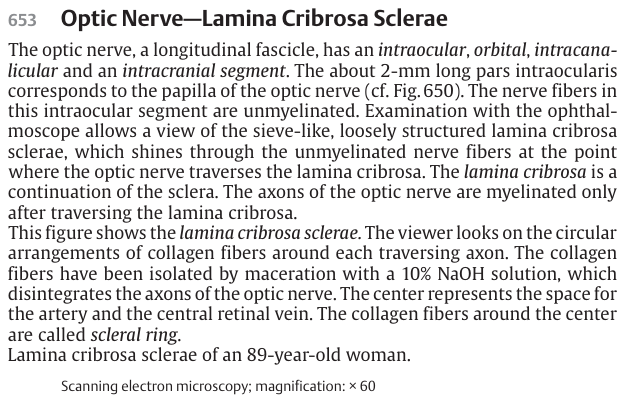 653 Optic Nerve—Lamina Cribrosa Sclerae
The optic nerve, a longitudinal fascicle, has an intraocular, orbital, intracana-
licular and an intracranial segment. The about 2-mm long pars intraocularis
corresponds to the papilla of the optic nerve (cf. Fig. 650). The nerve fibers in
this intraocular segment are unmyelinated. Examination with the ophthal-
moscope allows a view of the sieve-like, loosely structured lamina cribrosa
sclerae, which shines through the unmyelinated nerve fibers at the point
where the optic nerve traverses the lamina cribrosa. The lamina cribrosa is a
continuation of the sclera. The axons of the optic nerve are myelinated only
after traversing the lamina cribrosa.
This figure shows the lamina cribrosa sclerae. The viewer looks on the circular
arrangements of collagen fibers around each traversing axon. The collagen
fibers have been isolated by maceration with a 10% NaOH solution, which
disintegrates the axons of the optic nerve. The center represents the space for
the artery and the central retinal vein. The collagen fibers around the center
are called scleral ring.
Lamina cribrosa sclerae of an 89-year-old woman.
Scanning electron microscopy; magnification: × 60